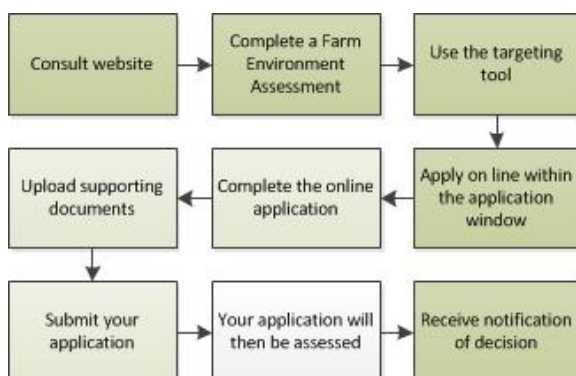 Consult website
Complete a Farm
Environment
Assessment
Use the targeting
tool
Apply on line within
the application
window
Complete the online
application
Upload supporting
documents
Submit your
application
Your application will
then be assessed
Receive notification
of decision